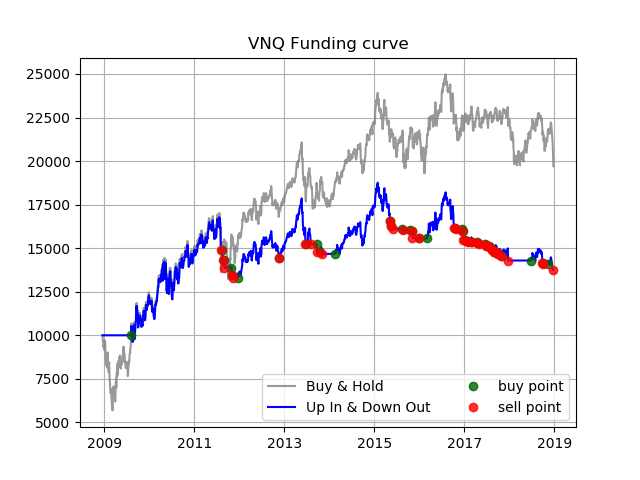 VNQ Funding curve
25000
22500
20000
17500
15000
12500
10000
7500
5000
Buy & Hold
Up In & Down Out
buy point
sell point
2009 2011 2013 2015 2017 2019